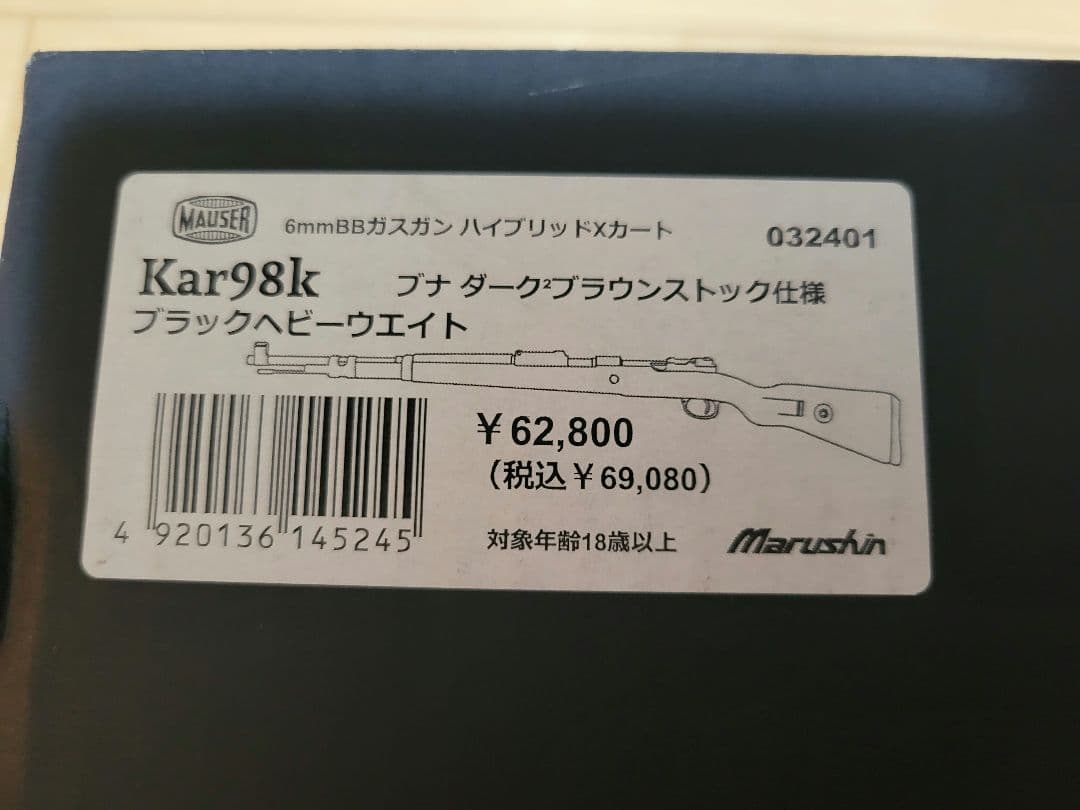 MAUSER 6mmBBガスガン ハイブリッドXカート 032401
Kar98k ブナ ダーク²ブラウンストック仕様
ブラックヘビーウエイト
￥62,800
(税込￥69,080)
4 920136 145245
対象年齢18歳以上 Marushin